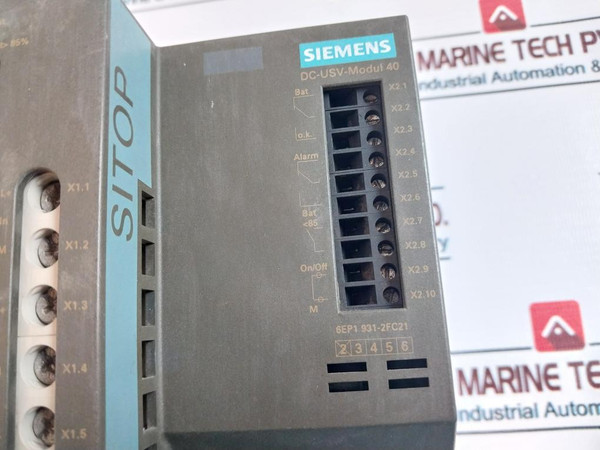 > 85%
SITOP
L+
X1.1
M
X1.2
X1.3
X1.4
X1.5
SIEMENS
DC-USV-Modul 40
Bat.
X2.1
X2.2
o.k.
X2.3
Alarm
X2.4
X2.5
X2.6
Bat.
<85
X2.7
X2.8
On/Off
X2.9
M
X2.10
6EP1 931-2FC21
2 3 4 5 6
MARINE TECH PV
Industrial Automation &
D.
MARINE TE
Industrial Autom